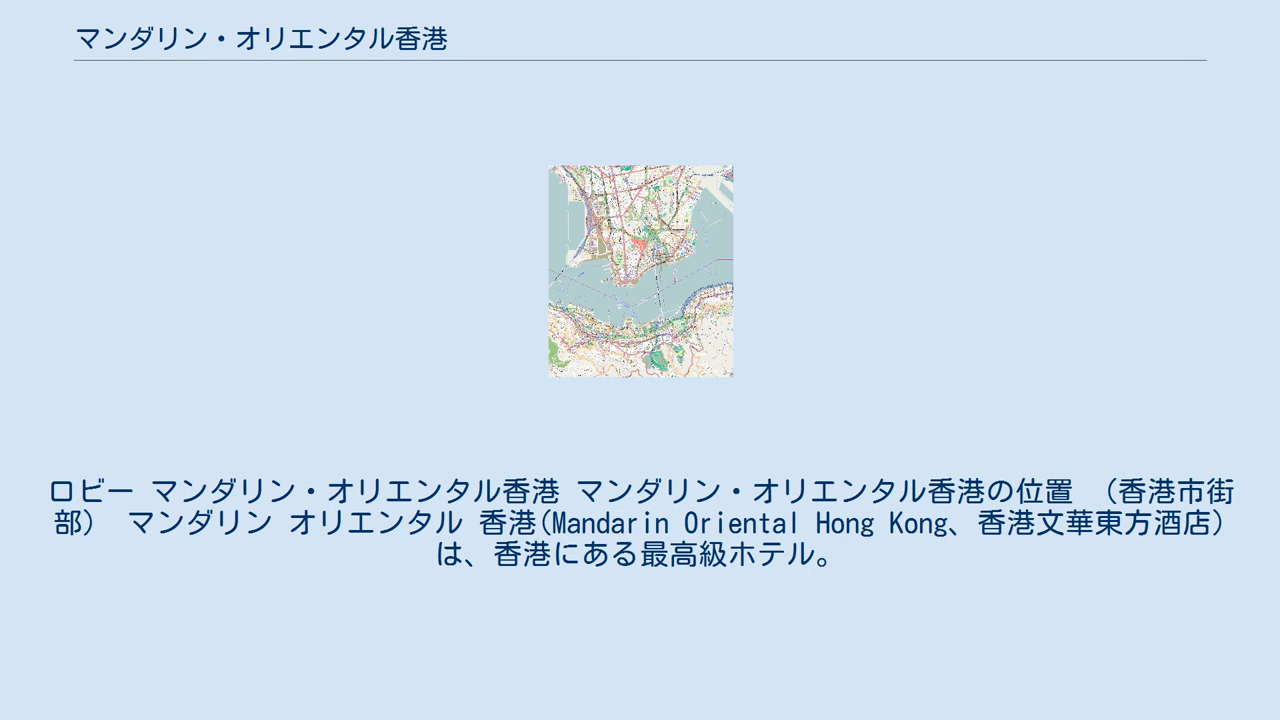 マンダリン・オリエンタル香港
ロビー マンダリン・オリエンタル香港 マンダリン・オリエンタル香港の位置 （香港市街
部） マンダリン オリエンタル 香港(Mandarin Oriental Hong Kong、香港文華東方酒店)
は、香港にある最高級ホテル。